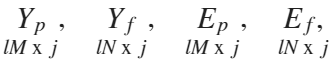 Yp , Yf , Ep , Ef,
lM x j lN x j lM x j lN x j